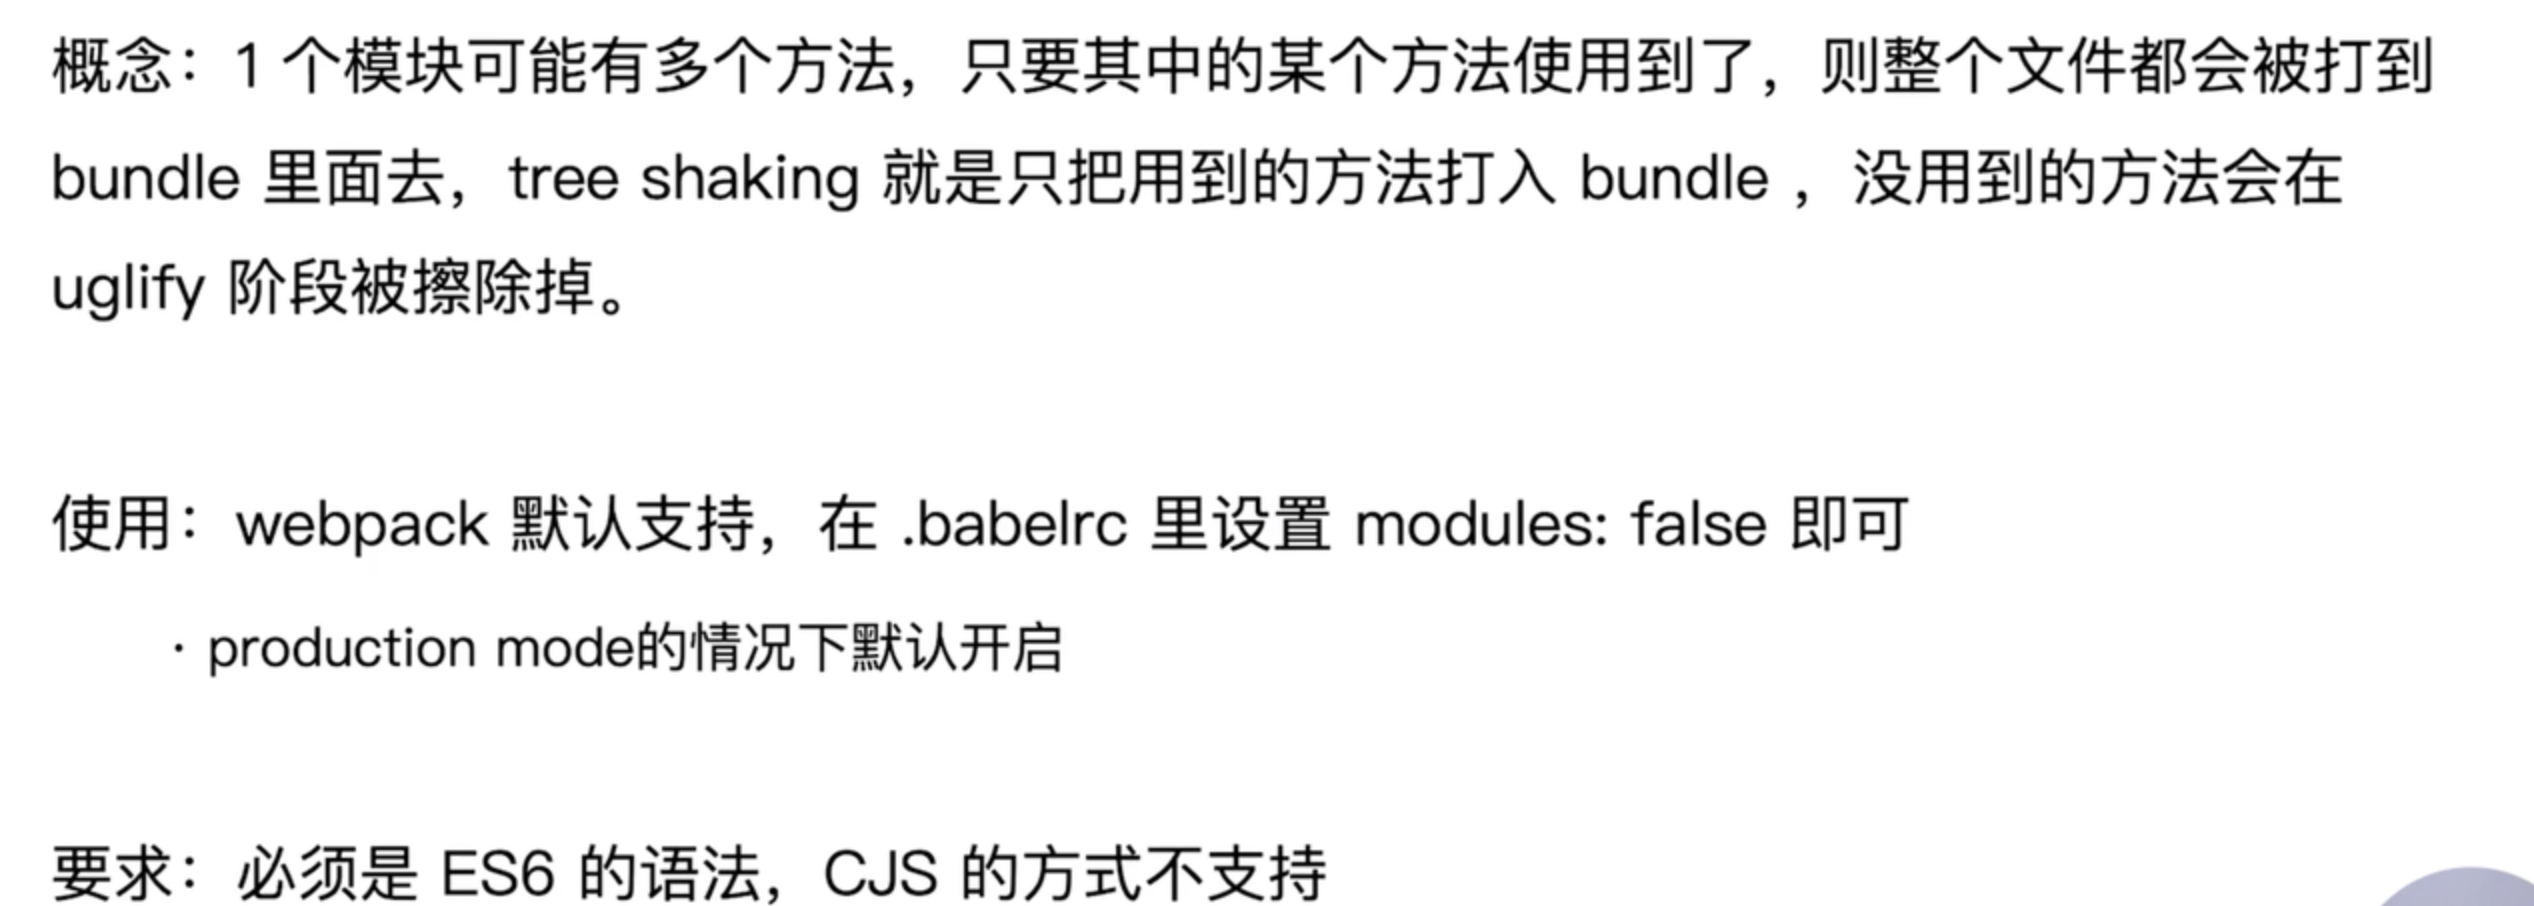 概念：1 个模块可能有多个方法，只要其中的某个方法使用到了，则整个文件都会被打到
bundle 里面去，tree shaking 就是只把用到的方法打入 bundle ，没用到的方法会在
uglify 阶段被擦除掉。
使用：webpack 默认支持，在 .babelrc 里设置 modules: false 即可
· production mode的情况下默认开启
要求：必须是 ES6 的语法，CJS 的方式不支持